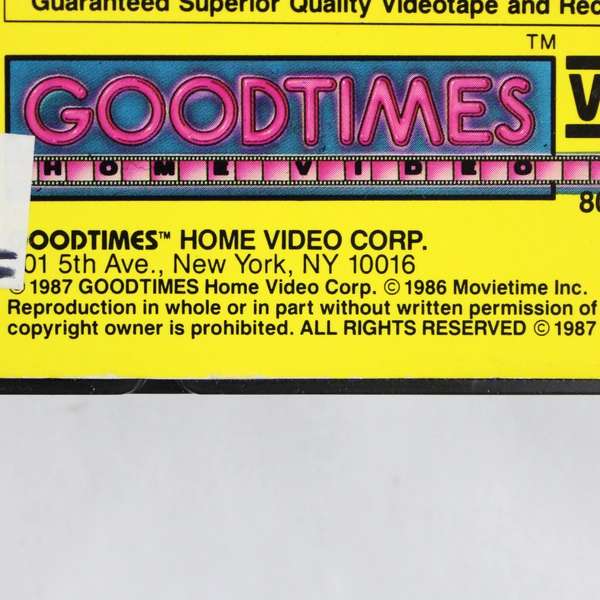 Guaranteed Superior Quality Videotape and Rec
TM
GOODTIMES
HOME VIDEO
80
OODTIMES™ HOME VIDEO CORP.
01 5th Ave., New York, NY 10016
© 1987 GOODTIMES Home Video Corp. © 1986 Movietime Inc.
Reproduction in whole or in part without written permission of
copyright owner is prohibited. ALL RIGHTS RESERVED © 1987